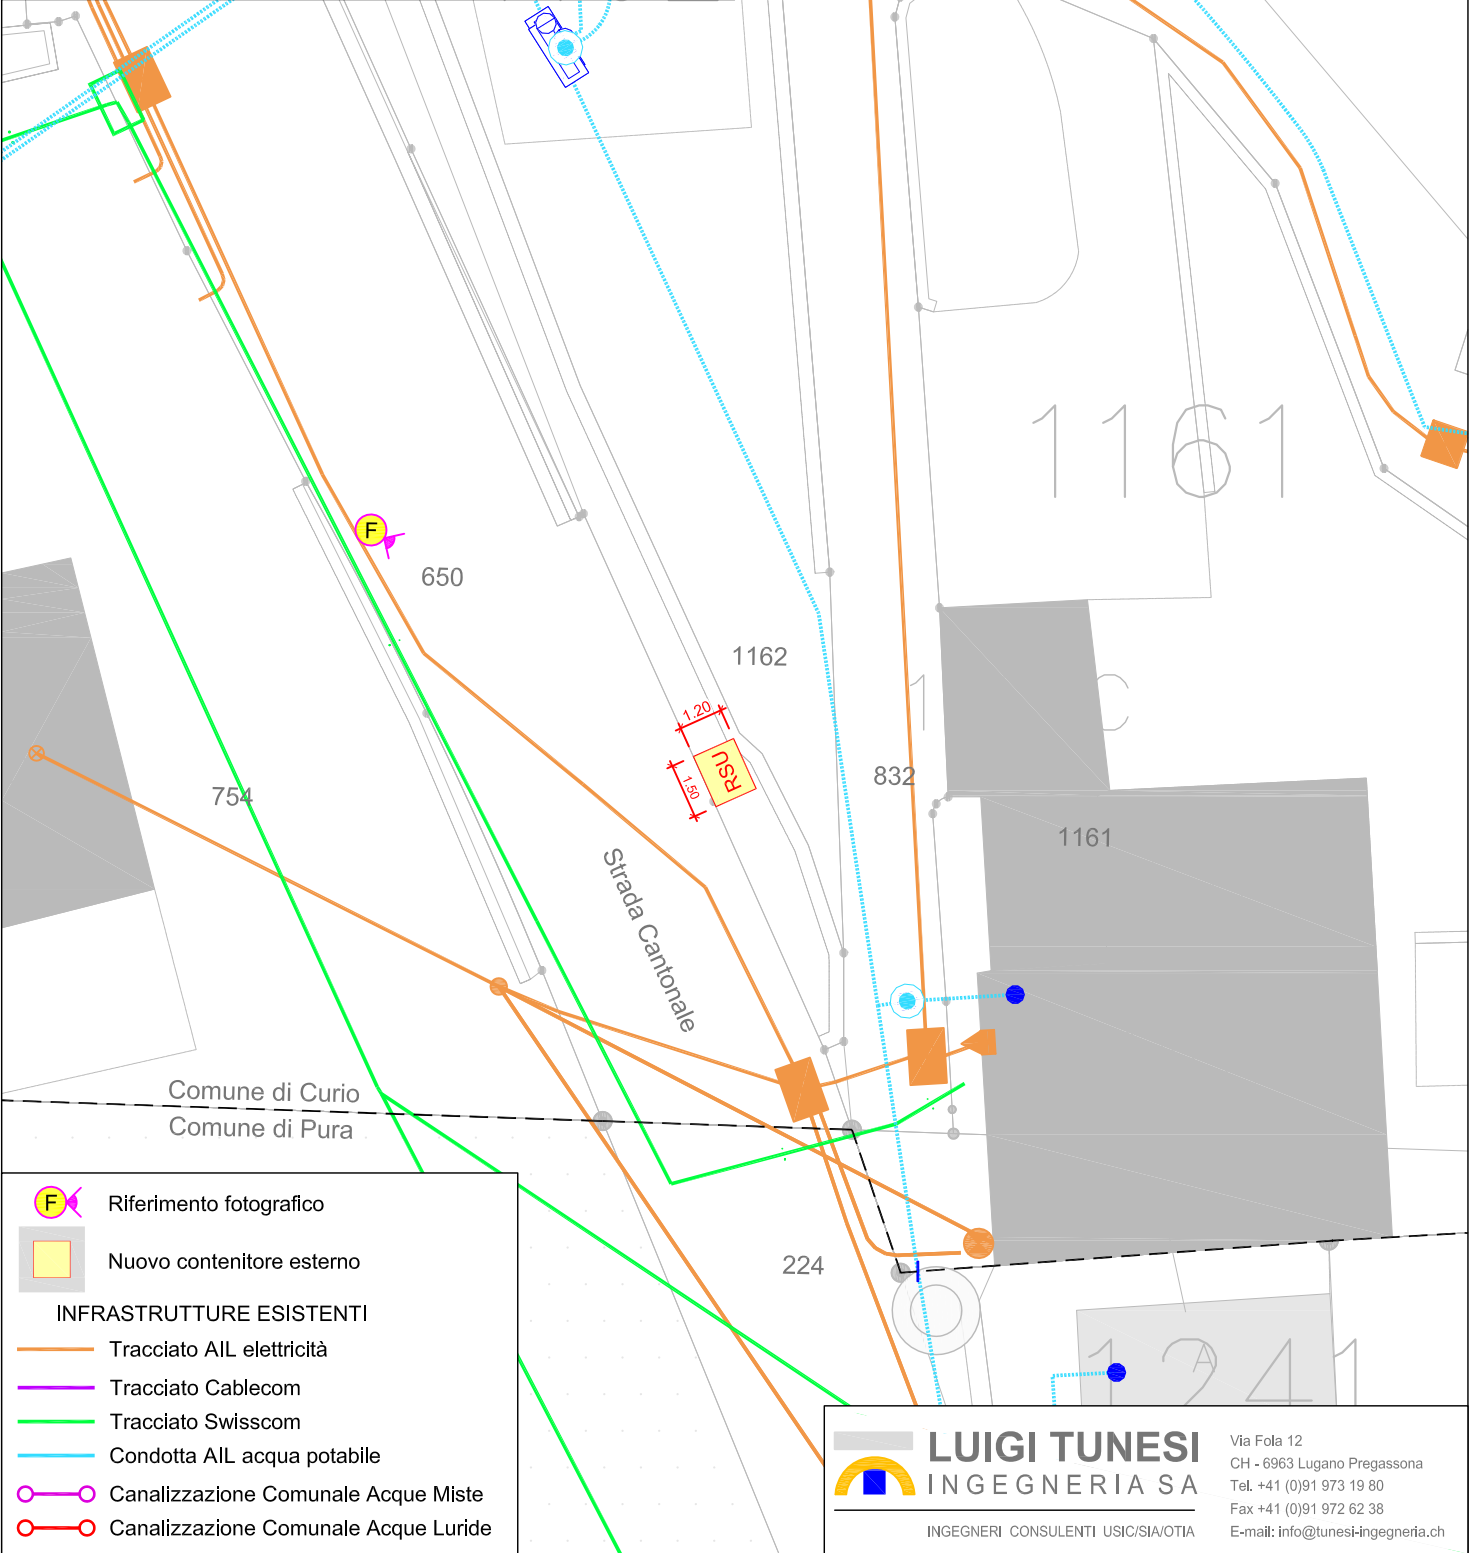 1161
F
650
1162
1.20
RSU
1.50
1
C
832
754
1161
Strada Cantonale
Comune di Curio
Comune di Pura
224
1241
A
F Riferimento fotografico
Nuovo contenitore esterno
INFRASTRUTTURE ESISTENTI
Tracciato AIL elettricità
Tracciato Cablecom
Tracciato Swisscom
Condotta AIL acqua potabile
Canalizzazione Comunale Acque Miste
Canalizzazione Comunale Acque Luride
LUIGI TUNESI
INGEGNERIA SA
INGEGNERI CONSULENTI USIC/SIA/OTIA
Via Fola 12
CH - 6963 Lugano Pregassona
Tel. +41 (0)91 973 19 80
Fax +41 (0)91 972 62 38
E-mail: info@tunesi-ingegneria.ch